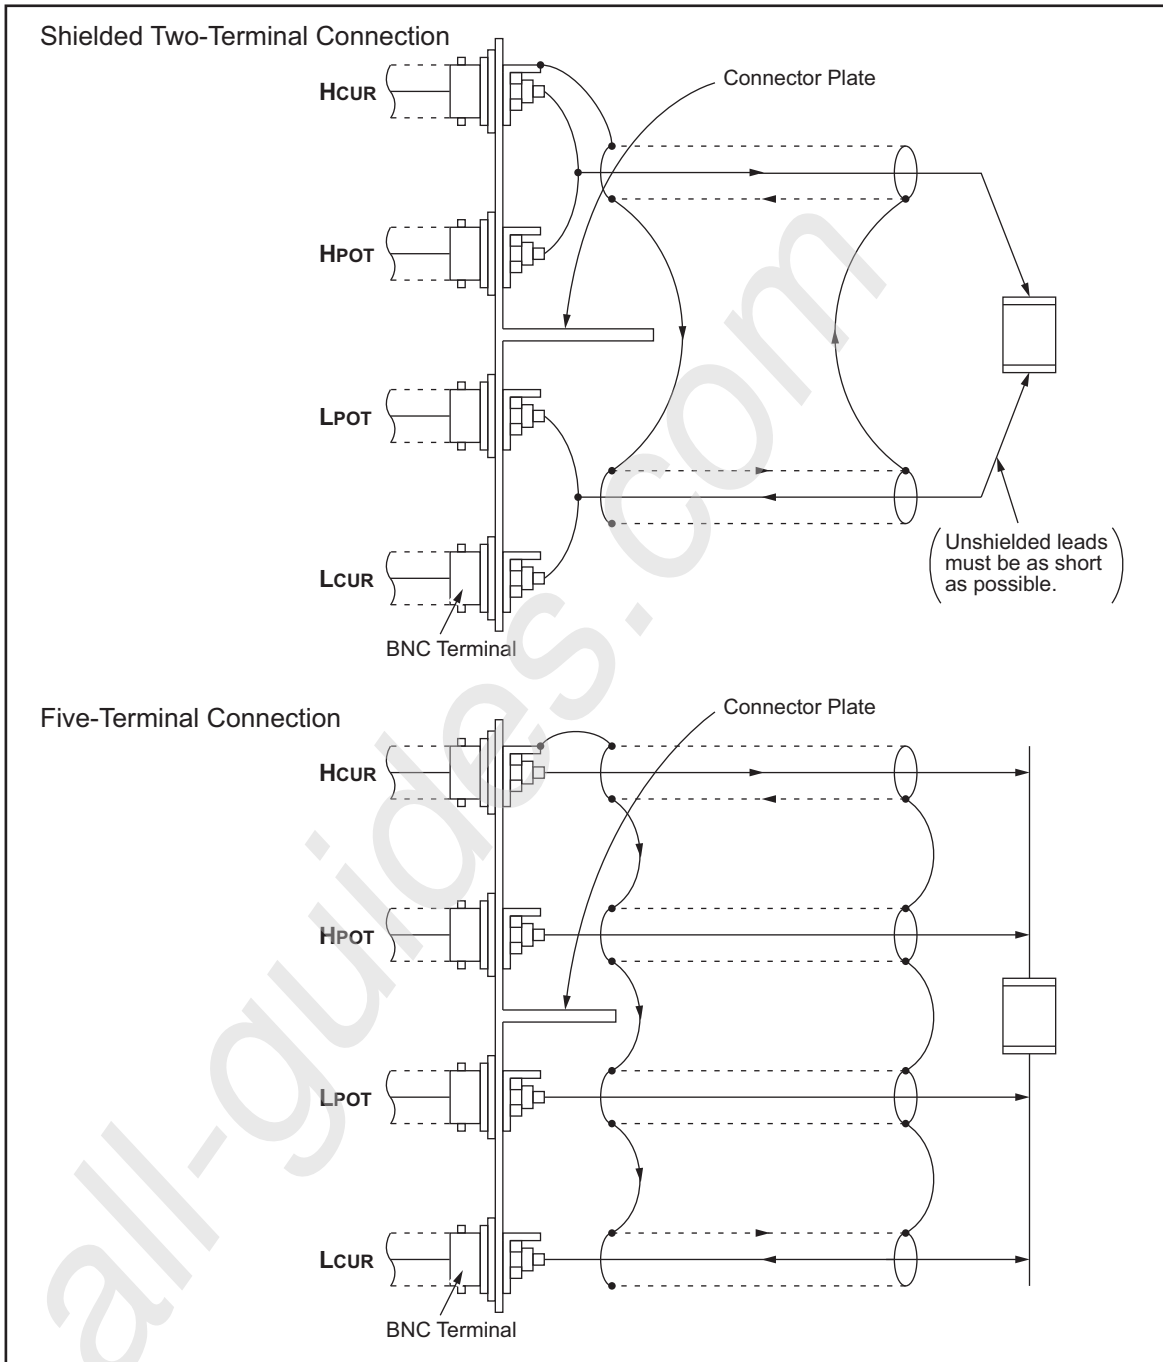 Shielded Two-Terminal Connection
Connector Plate
HCUR
HPOT
LPOT
LCUR
BNC Terminal
(Unshielded leads
must be as short
as possible.)
Five-Terminal Connection
Connector Plate
HCUR
HPOT
LPOT
LCUR
BNC Terminal
all-guides.com